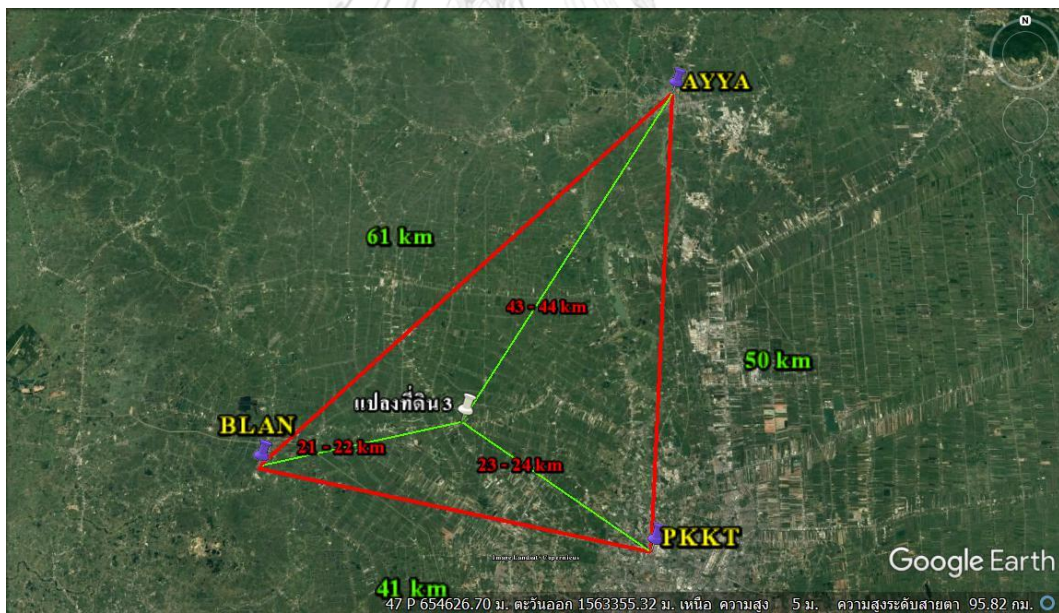 N
AYYA
61 km
43 - 44 km
50 km
แปลงที่ดิน 3
BLAN
21 - 22 km
23 - 24 km
PKKT
Image Landsat / Copernicus
Google Earth
41 km
47 P 654626.70 ม. ตะวันออก 1563355.32 ม. เหนือ ความสูง 5 ม. ความสูงระดับสายตา 95.82 กม.